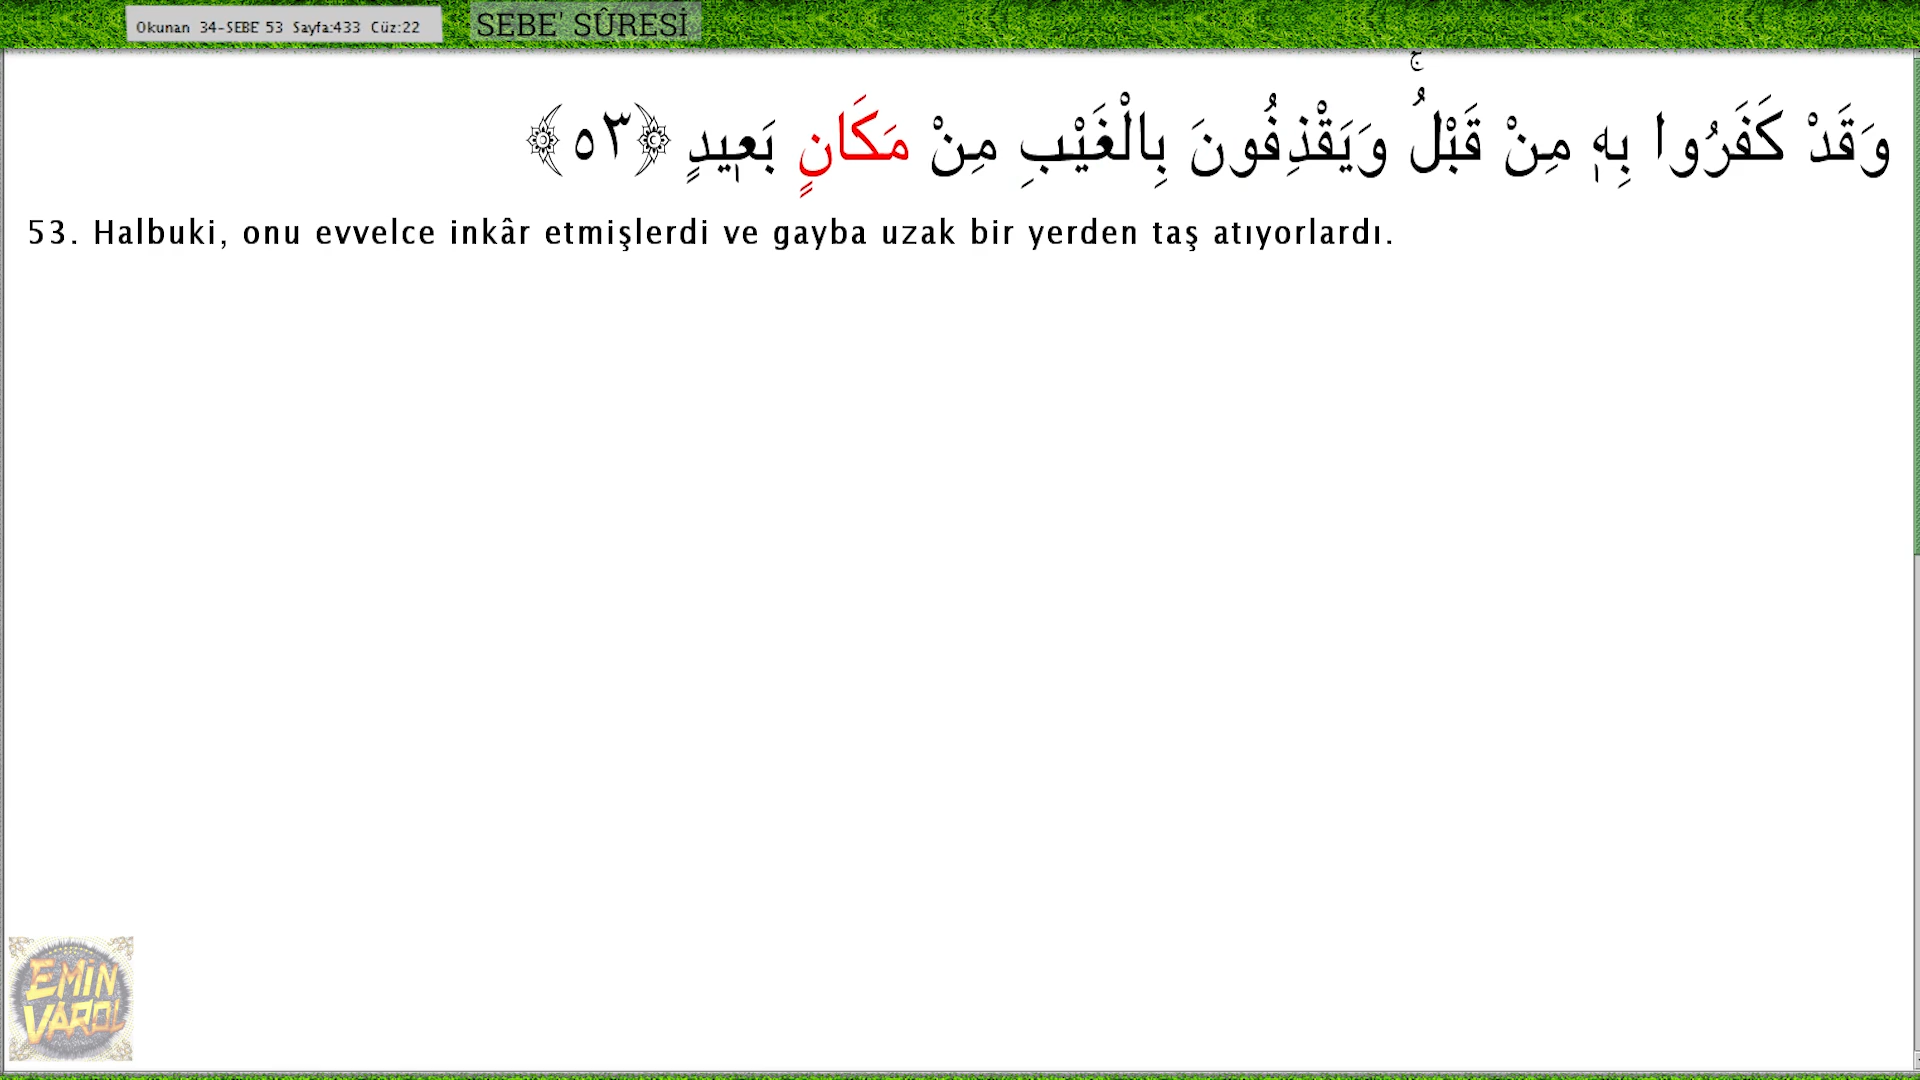 Okunan 34-SEBE 53 Sayfa:433 Cüz:22
SEBE' SÛRESİ
وَقَدْ كَفَرُوا بِه۪ مِنْ قَبْلُۚ وَيَقْذِفُونَ بِالْغَيْبِ مِنْ مَكَانٍ بَع۪يدٍ ﴿٥٣﴾
53. Halbuki, onu evvelce inkâr etmişlerdi ve gayba uzak bir yerden taş atıyorlardı.
EMİN
VAROL